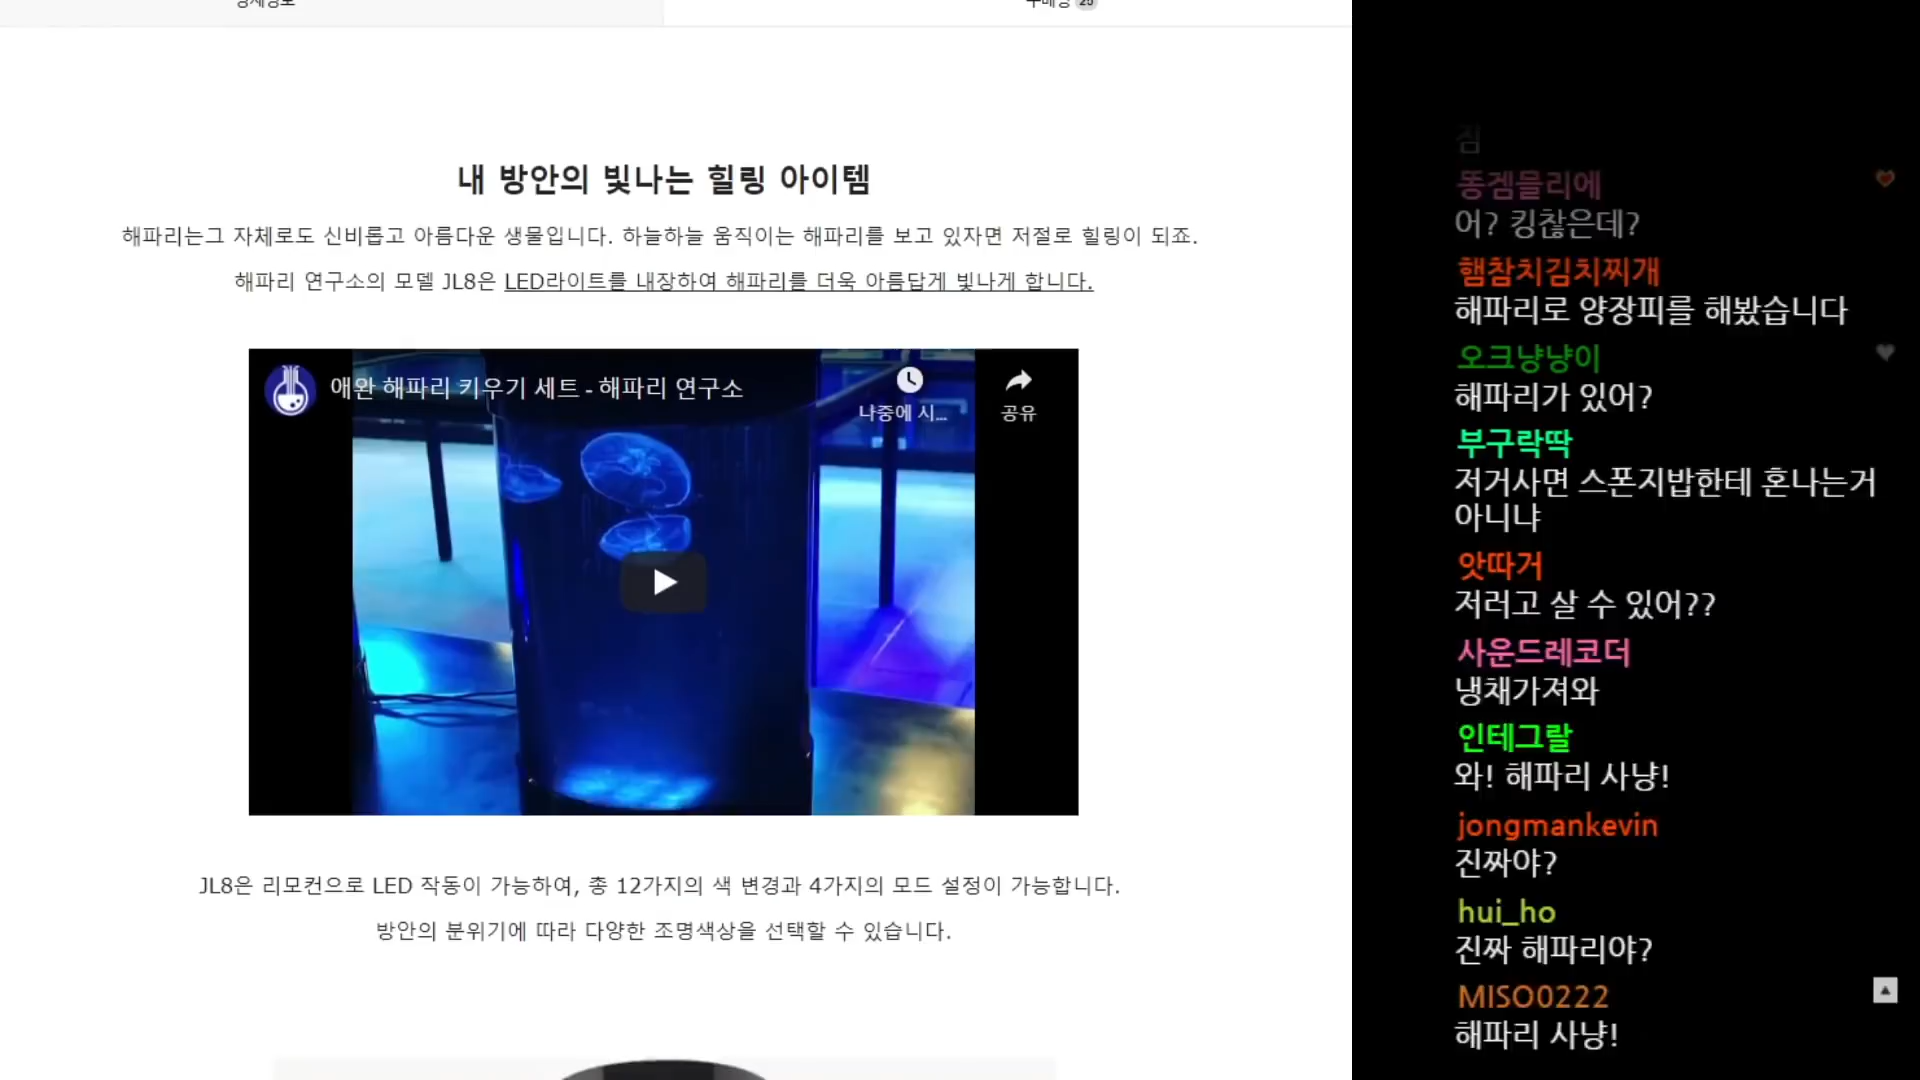 상세정보
구매평 25
내 방안의 빛나는 힐링 아이템
해파리는그 자체로도 신비롭고 아름다운 생물입니다. 하늘하늘 움직이는 해파리를 보고 있자면 저절로 힐링이 되죠.
해파리 연구소의 모델 JL8은 LED라이트를 내장하여 해파리를 더욱 아름답게 빛나게 합니다.
애완 해파리 키우기 세트 - 해파리 연구소
나중에 시...
공유
JL8은 리모컨으로 LED 작동이 가능하여, 총 12가지의 색 변경과 4가지의 모드 설정이 가능합니다.
방안의 분위기에 따라 다양한 조명색상을 선택할 수 있습니다.
짐
똥겜믈리에
어? 킹찮은데?
햄참치김치찌개
해파리로 양장피를 해봤습니다
오크냥냥이
해파리가 있어?
부구락딱
저거사면 스폰지밥한테 혼나는거
아니냐
앗따거
저러고 살 수 있어??
사운드레코더
냉채가져와
인테그랄
와! 해파리 사냥!
jongmankevin
진짜야?
hui_ho
진짜 해파리야?
MISO0222
해파리 사냥!